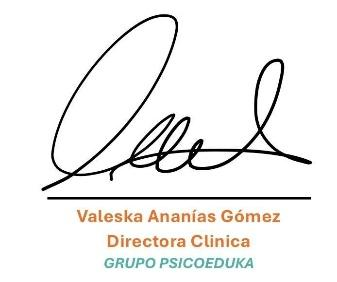 Valeska Ananías Gómez
Directora Clinica
GRUPO PSICOEDUKA